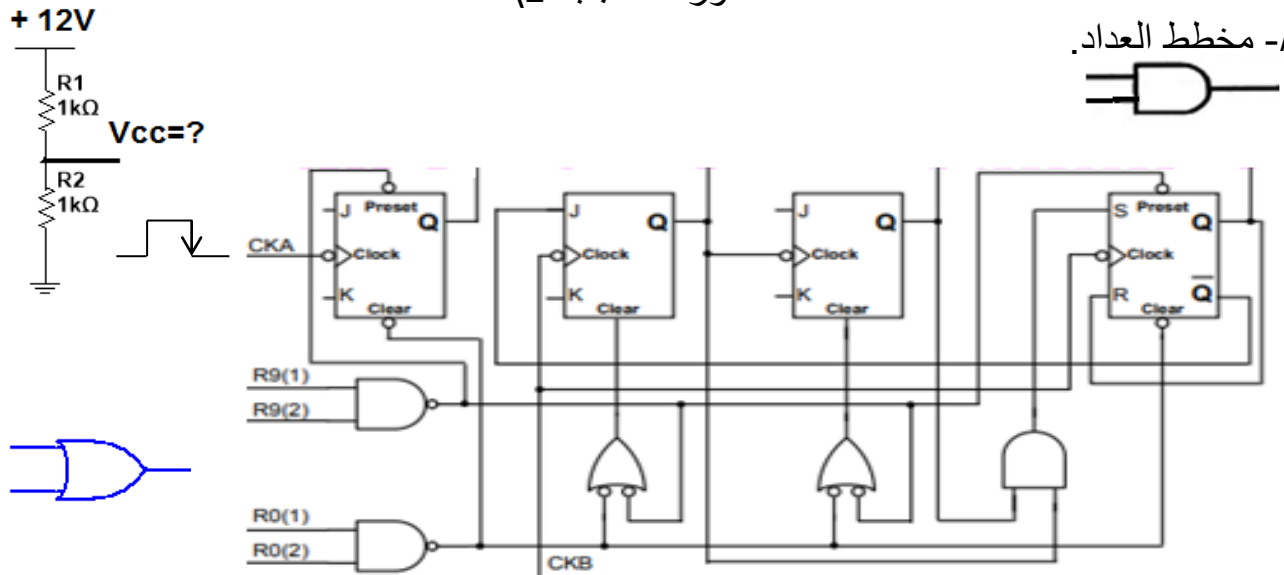 + 12V
- مخطط العداد.
R1
1kΩ
Vcc=?
R2
1kΩ
J Preset Q
CKA
Clock
K
Clear
J
Q
Clock
K
Clear
J
Q
Clock
K
Clear
S Preset Q
Clock
R Q
Clear
R9(1)
R9(2)
R0(1)
R0(2)
CKB